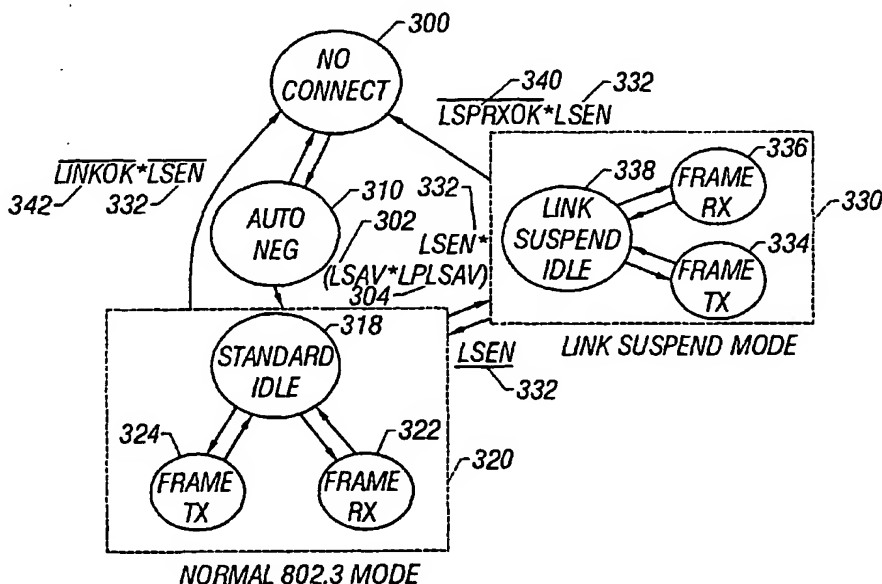 300
NO
CONNECT
340
332
LSPRXOK*LSEN
336
338
FRAME
RX
330
LINKOK*LSEN
342
332
310
AUTO
NEG
302
332
LSEN*
(LSAV*LPLSAV)
304
LINK
SUSPEND
IDLE
334
FRAME
TX
LINK SUSPEND MODE
318
STANDARD
IDLE
LSEN
332
324
322
320
FRAME
TX
FRAME
RX
NORMAL 802.3 MODE